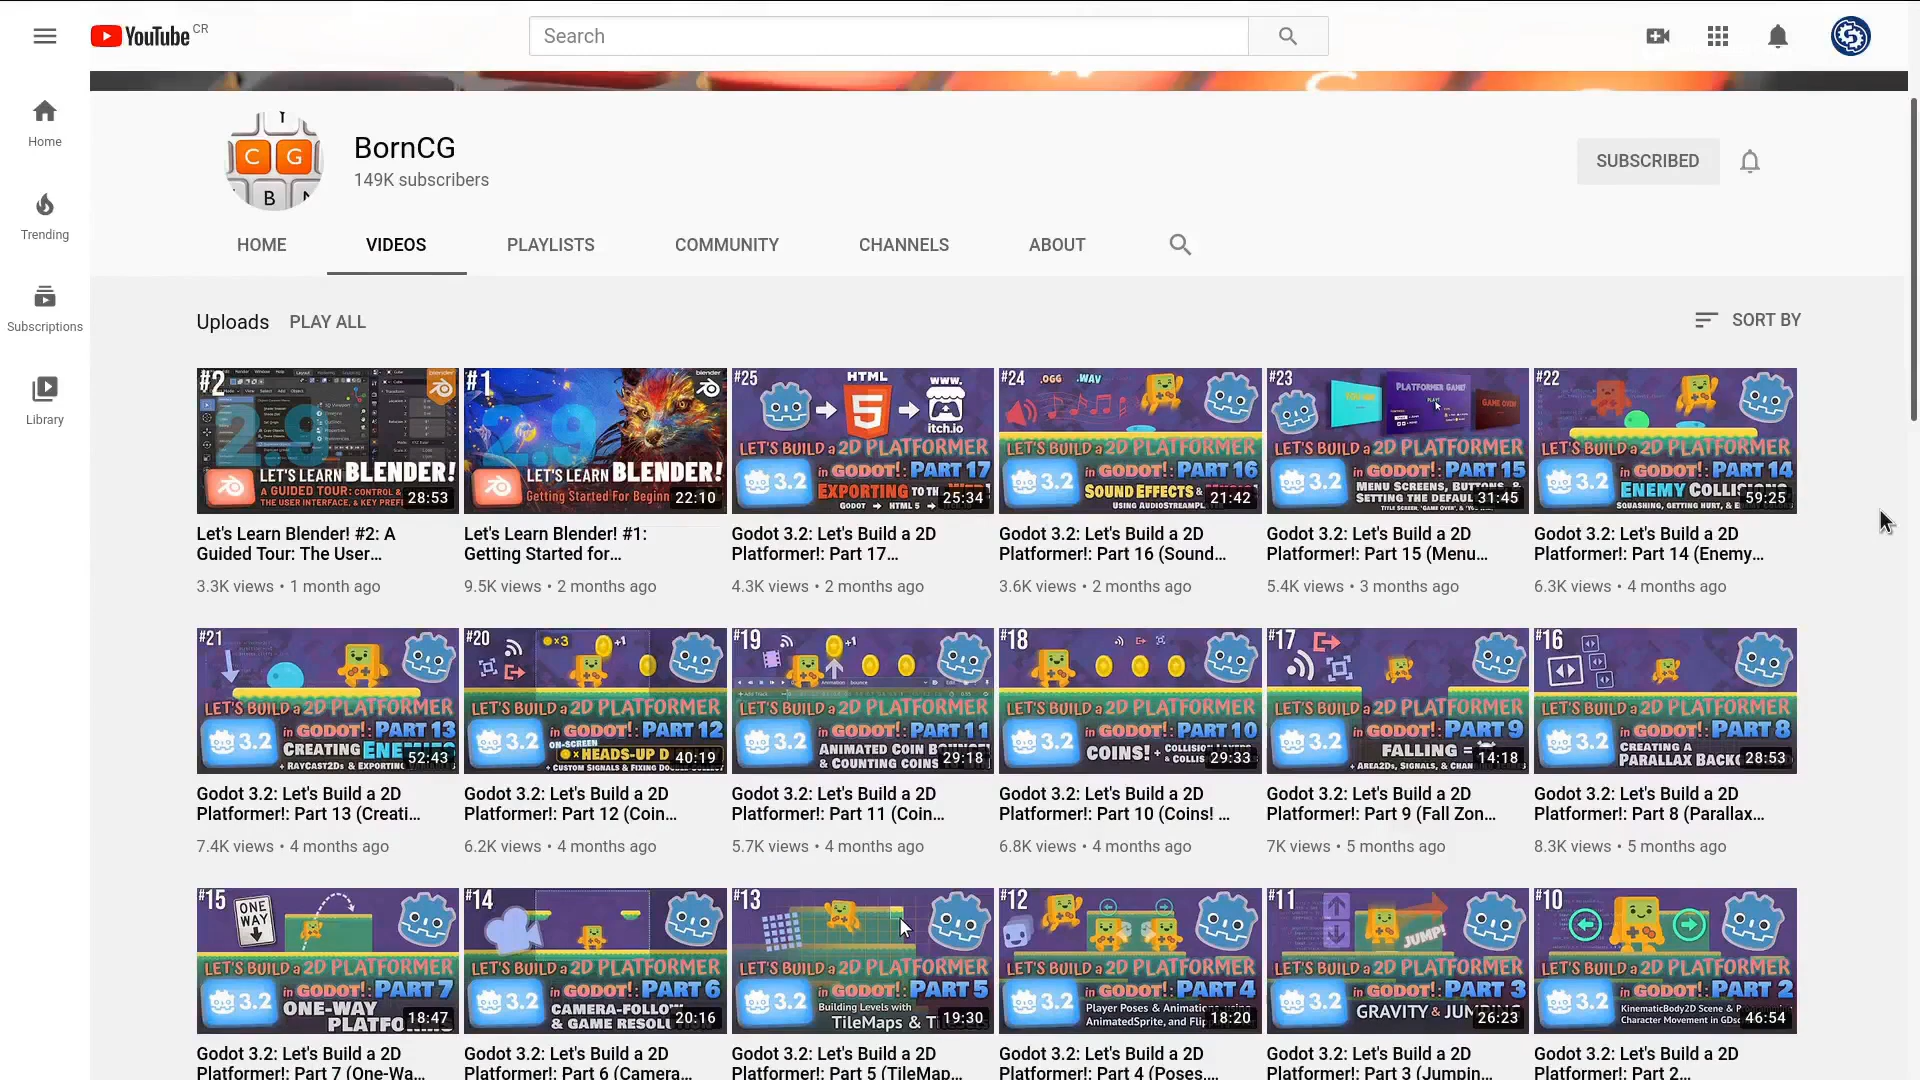 YouTube CR
Search
Home
Trending
Subscriptions
Library
C G
B
BornCG
149K subscribers
SUBSCRIBED
HOME VIDEOS PLAYLISTS COMMUNITY CHANNELS ABOUT
Uploads PLAY ALL
SORT BY
#2
2.9
LET'S LEARN BLENDER!
A GUIDED TOUR: CONTROL &
THE USER INTERFACE, & KEY PREF
28:53
Let's Learn Blender! #2: A
Guided Tour: The User...
3.3K views • 1 month ago
#1
blender
2.9
LET'S LEARN BLENDER!
Getting Started For Beginn
22:10
Let's Learn Blender! #1:
Getting Started for...
9.5K views • 2 months ago
#25
HTML
5
WWW.
itch.io
LET'S BUILD a 2D PLATFORMER
in GODOT!: PART 17
3.2
EXPORTING TO TH
GODOT → HTML 5 →
25:34
Godot 3.2: Let's Build a 2D
Platformer!: Part 17...
4.3K views • 2 months ago
#24
.OGG .WAV
LET'S BUILD a 2D PLATFORMER
in GODOT!: PART 16
3.2
SOUND EFFECTS &
21:42
Godot 3.2: Let's Build a 2D
Platformer!: Part 16 (Sound...
3.6K views • 2 months ago
#23
PLATFORMER GAME!
PLAY!
GAME OVER!
LET'S BUILD a 2D PLATFORMER
in GODOT!: PART 15
3.2
MENU SCREENS, BUTTONS, &
SETTING THE DEFAUL
31:45
Godot 3.2: Let's Build a 2D
Platformer!: Part 15 (Menu...
5.4K views • 3 months ago
#22
LET'S BUILD a 2D PLATFORMER
in GODOT!: PART 14
3.2
ENEMY COLLISIO
SQUASHING, GETTING HURT, & E
59:25
Godot 3.2: Let's Build a 2D
Platformer!: Part 14 (Enemy...
6.3K views • 4 months ago
#21
LET'S BUILD a 2D PLATFORMER
in GODOT!: PART 13
3.2
CREATING ENEMIES
+ RAYCAST2DS & EXPORTING
52:43
Godot 3.2: Let's Build a 2D
Platformer!: Part 13 (Creati...
7.4K views • 4 months ago
#20
×3
+1
LET'S BUILD a 2D PLATFORMER
in GODOT!: PART 12
3.2
ON-SCREEN
HEADS-UP D
40:19
Godot 3.2: Let's Build a 2D
Platformer!: Part 12 (Coin...
6.2K views • 4 months ago
#19
+1
LET'S BUILD a 2D PLATFORMER
in GODOT!: PART 11
3.2
ANIMATED COIN BOUNCE
& COUNTING COINS
29:18
Godot 3.2: Let's Build a 2D
Platformer!: Part 11 (Coin...
5.7K views • 4 months ago
#18
LET'S BUILD a 2D PLATFORMER
in GODOT!: PART 10
3.2
COINS! + COLLISION LAYERS
& COLLIS
29:33
Godot 3.2: Let's Build a 2D
Platformer!: Part 10 (Coins! ...
6.8K views • 4 months ago
#17
LET'S BUILD a 2D PLATFORMER
in GODOT!: PART 9
3.2
FALLING =
+ AREA2DS, SIGNALS, & CHAN
14:18
Godot 3.2: Let's Build a 2D
Platformer!: Part 9 (Fall Zon...
7K views • 5 months ago
#16
LET'S BUILD a 2D PLATFORMER
in GODOT!: PART 8
3.2
CREATING A
PARALLAX BACK
28:53
Godot 3.2: Let's Build a 2D
Platformer!: Part 8 (Parallax...
8.3K views • 5 months ago
#15
ONE
WAY
LET'S BUILD a 2D PLATFORMER
in GODOT!: PART 7
3.2
ONE-WAY
PLATFO
18:47
Godot 3.2: Let's Build a 2D
Platformer!: Part 7 (One-Wa...
#14
LET'S BUILD a 2D PLATFORMER
in GODOT!: PART 6
3.2
CAMERA-FOLLOW
& GAME RESOLU
20:16
Godot 3.2: Let's Build a 2D
Platformer!: Part 6 (Camera...
#13
LET'S BUILD a 2D PLATFORMER
in GODOT!: PART 5
3.2
Building Levels with
TileMaps & T
19:30
Godot 3.2: Let's Build a 2D
Platformer!: Part 5 (TileMap...
#12
LET'S BUILD a 2D PLATFORMER
in GODOT!: PART 4
3.2
Player Poses & Animation using
AnimatedSprite, and Flip
18:20
Godot 3.2: Let's Build a 2D
Platformer!: Part 4 (Poses,...
#11
JUMP!
LET'S BUILD a 2D PLATFORMER
in GODOT!: PART 3
3.2
GRAVITY & JUMPING
26:23
Godot 3.2: Let's Build a 2D
Platformer!: Part 3 (Jumpin...
#10
LET'S BUILD a 2D PLATFORMER
in GODOT!: PART 2
3.2
KinematicBody2D Scene & P
Character Movement in GDsc
46:54
Godot 3.2: Let's Build a 2D
Platformer!: Part 2...